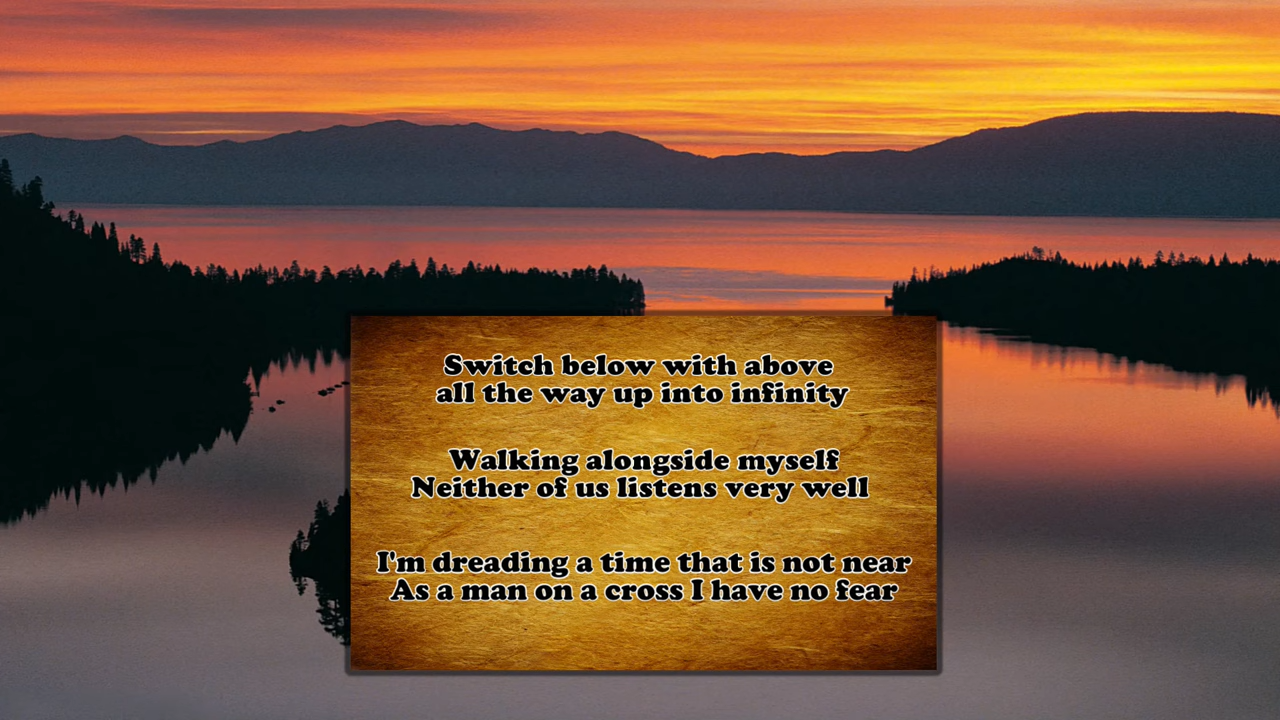 Switch below with above
all the way up into infinity
Walking alongside myself
Neither of us listens very well
I'm dreading a time that is not near
As a man on a cross I have no fear